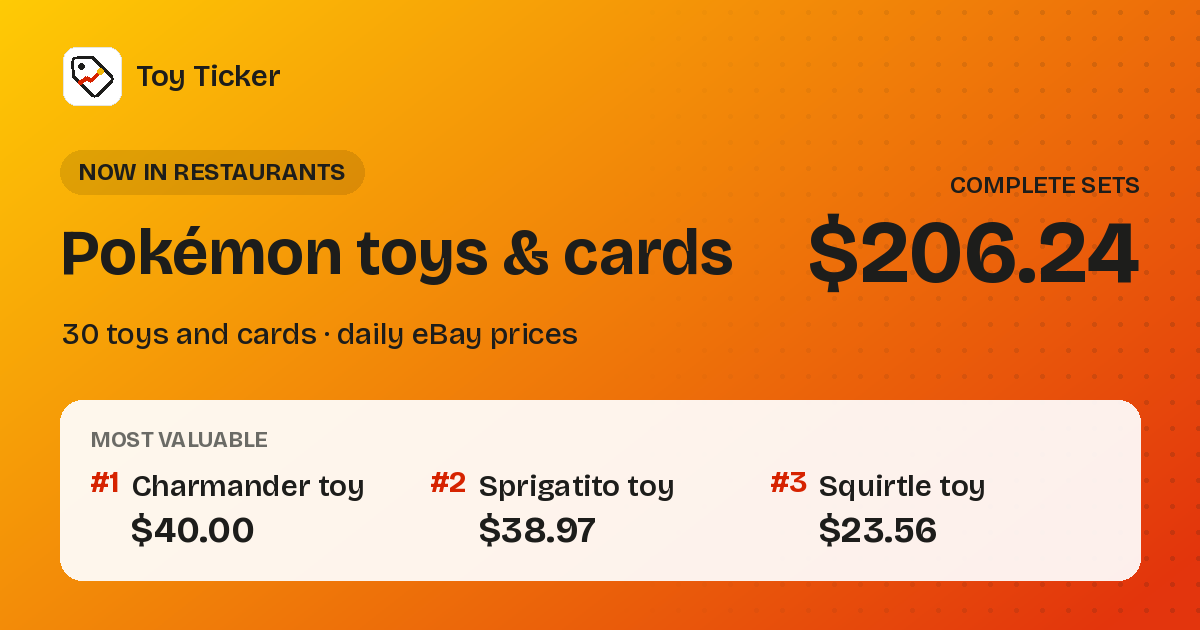 Toy Ticker
NOW IN RESTAURANTS
Pokémon toys & cards
30 toys and cards · daily eBay prices
COMPLETE SETS
$206.24
MOST VALUABLE
#1 Charmander toy
$40.00
#2 Sprigatito toy
$38.97
#3 Squirtle toy
$23.56